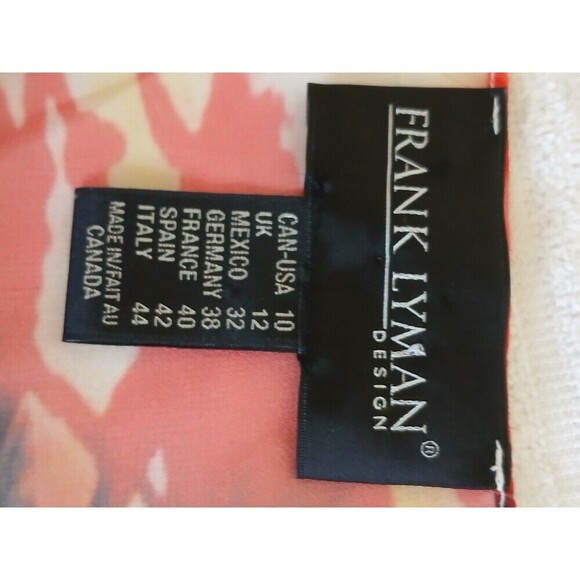 FRANK LYMAN
DESIGN ®
CAN-USA 10
UK 12
MEXICO 32
GERMANY 38
FRANCE 40
SPAIN 42
ITALY 44
MADE IN/FAIT AU
CANADA